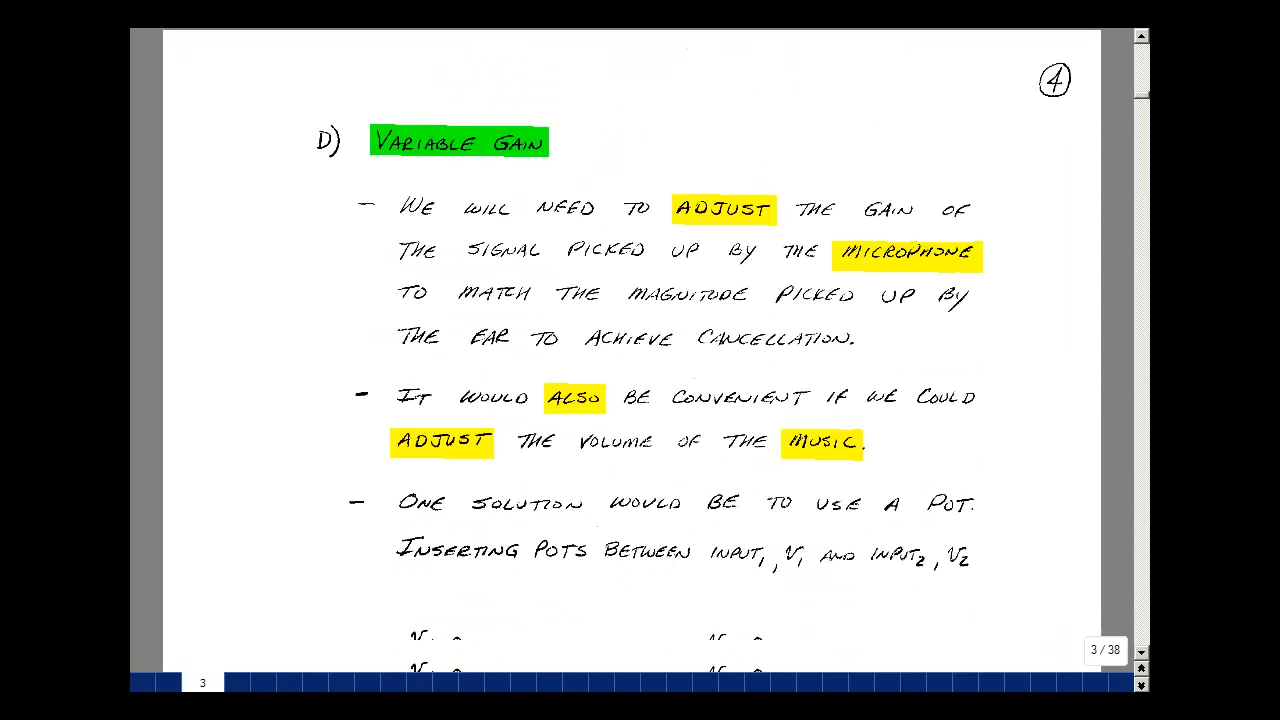 4
D) VARIABLE GAIN
- WE WILL NEED TO ADJUST THE GAIN OF
THE SIGNAL PICKED UP BY THE MICROPHONE
TO MATCH THE MAGNITUDE PICKED UP BY
THE EAR TO ACHIEVE CANCELLATION.
- IT WOULD ALSO BE CONVENIENT IF WE COULD
ADJUST THE VOLUME OF THE MUSIC.
- ONE SOLUTION WOULD BE TO USE A POT.
INSERTING POTS BETWEEN INPUT1, V1 AND INPUT2, V2
3 / 38
3